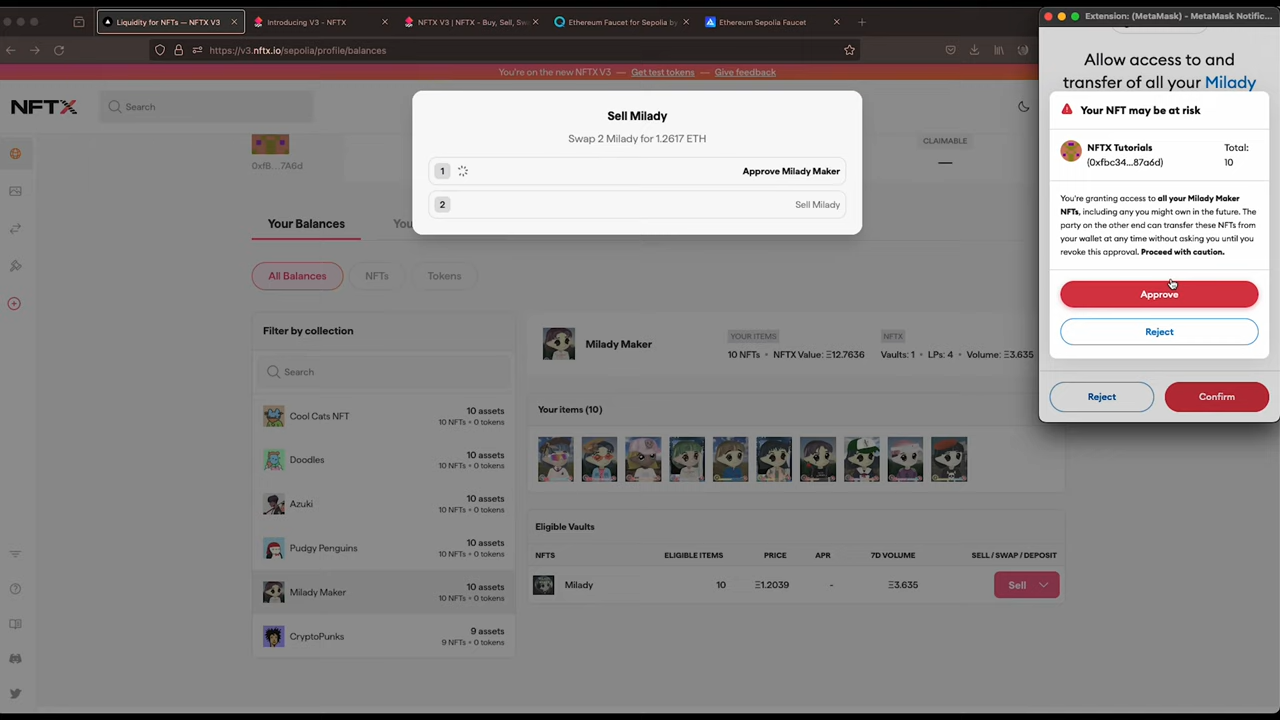 Liquidity for NFTs — NFTX V3
Introducing V3 - NFTX
NFTX V3 | NFTX - Buy, Sell, Swa
Ethereum Faucet for Sepolia by
Ethereum Sepolia Faucet
https://v3.nftx.io/sepolia/profile/balances
You're on the new NFTX V3 — Get test tokens — Give feedback
NFTX
Search
0xf8...7A6d
CLAIMABLE
—
Sell Milady
Swap 2 Milady for 1.2617 ETH
1 Approve Milady Maker
2 Sell Milady
Your Balances
You
All Balances
NFTs
Tokens
Filter by collection
Search
Cool Cats NFT
10 assets
10 NFTs + 0 tokens
Doodles
10 assets
10 NFTs + 0 tokens
Azuki
10 assets
10 NFTs + 0 tokens
Pudgy Penguins
10 assets
10 NFTs + 0 tokens
Milady Maker
10 assets
10 NFTs + 0 tokens
CryptoPunks
9 assets
9 NFTs + 0 tokens
Milady Maker
YOUR ITEMS
10 NFTs • NFTX Value: Ξ12.7636
NFTX
Vaults: 1 • LPs: 4 • Volume: Ξ3.635
Your items (10)
Eligible Vaults
NFTS ELIGIBLE ITEMS PRICE APR 7D VOLUME SELL / SWAP / DEPOSIT
Milady 10 Ξ1.2039 - Ξ3.635 Sell
Extension: (MetaMask) - MetaMask Notific...
Allow access to and
transfer of all your Milady
Your NFT may be at risk
NFTX Tutorials
(0xfbc34...87a6d)
Total:
10
You're granting access to all your Milady Maker
NFTs, including any you might own in the future. The
party on the other end can transfer these NFTs from
your wallet at any time without asking you until you
revoke this approval. Proceed with caution.
Approve
Reject
Reject
Confirm